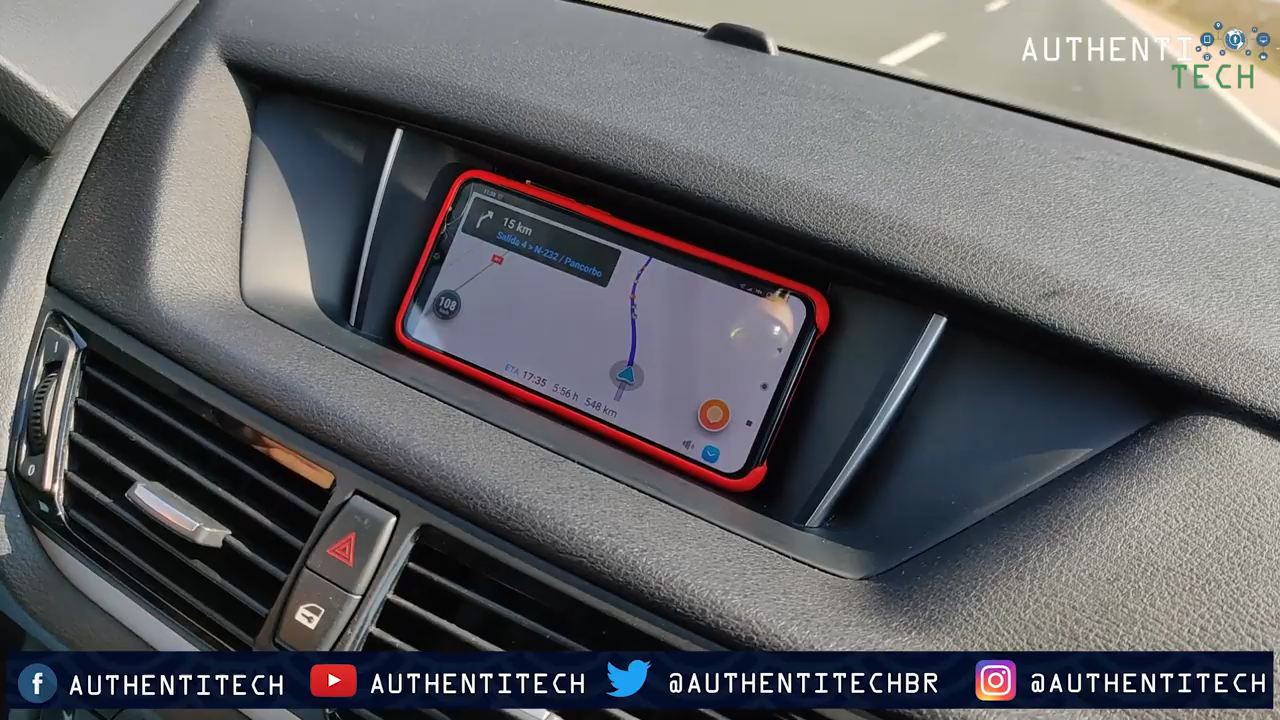 AUTHENTI
TECH
15 km
Salida 4 > N-232 / Pancorbo
108
ETA 17:35 5:56 h 548 km
I
0
AUTHENTITECH
AUTHENTITECH
@AUTHENTITECHBR
@AUTHENTITECH